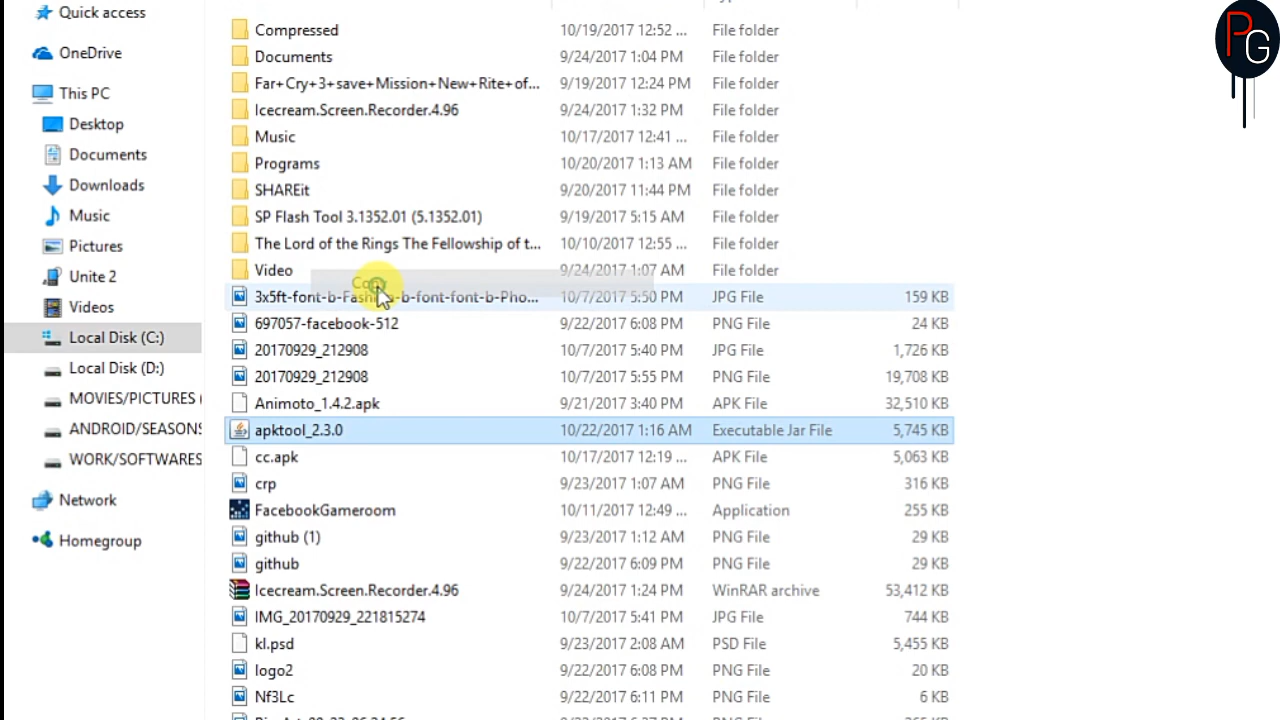 Quick access
OneDrive
This PC
Desktop
Documents
Downloads
Music
Pictures
Unite 2
Videos
Local Disk (C:)
Local Disk (D:)
MOVIES/PICTURES (
ANDROID/SEASONS
WORK/SOFTWARES
Network
Homegroup
Compressed 10/19/2017 12:52 ... File folder
Documents 9/24/2017 1:04 PM File folder
Far+Cry+3+save+Mission+New+Rite+of... 9/19/2017 12:24 PM File folder
Icecream.Screen.Recorder.4.96 9/24/2017 1:32 PM File folder
Music 10/17/2017 12:41 ... File folder
Programs 10/20/2017 1:13 AM File folder
SHAREit 9/20/2017 11:44 PM File folder
SP Flash Tool 3.1352.01 (5.1352.01) 9/19/2017 5:15 AM File folder
The Lord of the Rings The Fellowship of t... 10/10/2017 12:55 ... File folder
Video 9/24/2017 1:07 AM File folder
Copy
3x5ft-font-b-Fashion-b-font-font-b-Pho... 10/7/2017 5:50 PM JPG File 159 KB
697057-facebook-512 9/22/2017 6:08 PM PNG File 24 KB
20170929_212908 10/7/2017 5:40 PM JPG File 1,726 KB
20170929_212908 10/7/2017 5:55 PM PNG File 19,708 KB
Animoto_1.4.2.apk 9/21/2017 3:40 PM APK File 32,510 KB
apktool_2.3.0 10/22/2017 1:16 AM Executable Jar File 5,745 KB
cc.apk 10/17/2017 12:19 ... APK File 5,063 KB
crp 9/23/2017 1:07 AM PNG File 316 KB
FacebookGameroom 10/11/2017 12:49 ... Application 255 KB
github (1) 9/23/2017 1:12 AM PNG File 29 KB
github 9/22/2017 6:09 PM PNG File 29 KB
Icecream.Screen.Recorder.4.96 9/24/2017 1:24 PM WinRAR archive 53,412 KB
IMG_20170929_221815274 10/7/2017 5:41 PM JPG File 744 KB
kl.psd 9/23/2017 2:08 AM PSD File 5,455 KB
logo2 9/22/2017 6:08 PM PNG File 20 KB
Nf3Lc 9/22/2017 6:11 PM PNG File 6 KB
PG